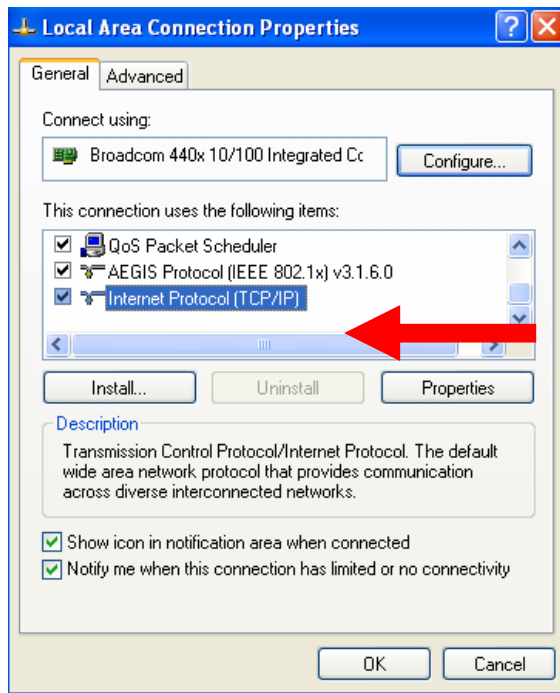 Local Area Connection Properties
General
Advanced
Connect using:
Broadcom 440x 10/100 Integrated Cc
Configure...
This connection uses the following items:
QoS Packet Scheduler
AEGIS Protocol (IEEE 802.1x) v3.1.6.0
Internet Protocol (TCP/IP)
Install...
Uninstall
Properties
Description
Transmission Control Protocol/Internet Protocol. The default
wide area network protocol that provides communication
across diverse interconnected networks.
Show icon in notification area when connected
Notify me when this connection has limited or no connectivity
OK
Cancel